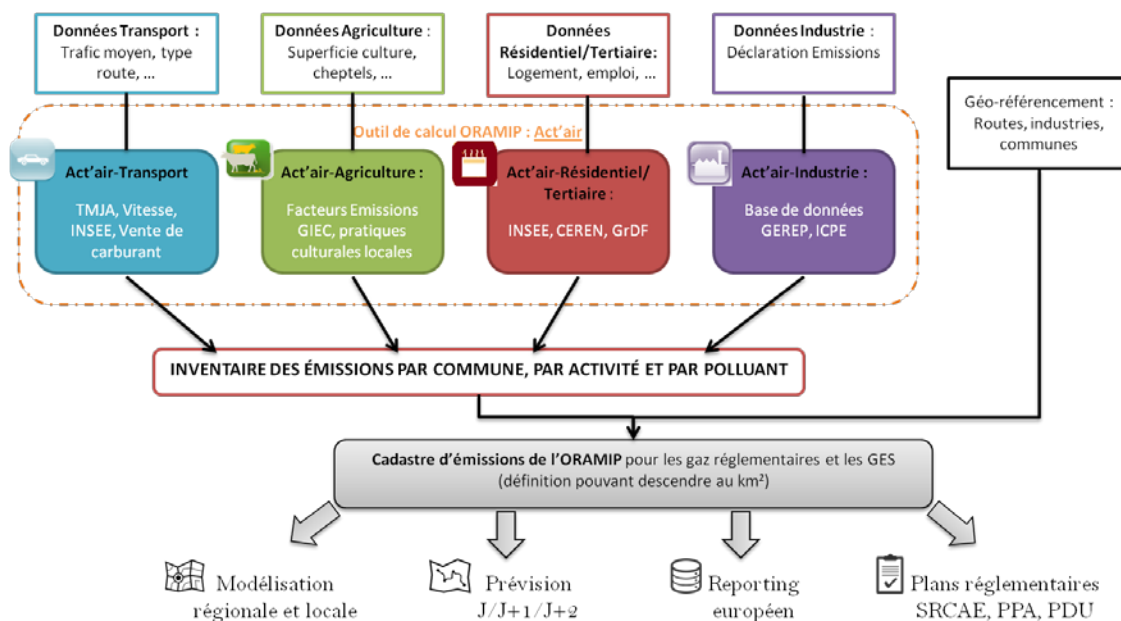 Données Transport :
Trafic moyen, type
route, ...
Données Agriculture :
Superficie culture,
cheptels, ...
Données
Résidentiel/Tertiaire:
Logement, emploi, ...
Données Industrie :
Déclaration Emissions
Géo-référencement :
Routes, industries,
communes
Outil de calcul ORAMIP : Act’air
Act’air-Transport
TMJA, Vitesse,
INSEE, Vente de
carburant
Act’air-Agriculture :
Facteurs Emissions
GIEC, pratiques
culturales locales
Act’air-Résidentiel/
Tertiaire :
INSEE, CEREN, GrDF
Act’air-Industrie :
Base de données
GEREP, ICPE
INVENTAIRE DES ÉMISSIONS PAR COMMUNE, PAR ACTIVITÉ ET PAR POLLUANT
Cadastre d’émissions de l’ORAMIP pour les gaz réglementaires et les GES
(définition pouvant descendre au km²)
Modélisation
régionale et locale
Prévision
J/J+1/J+2
Reporting
européen
Plans réglementaires
SRCAE, PPA, PDU